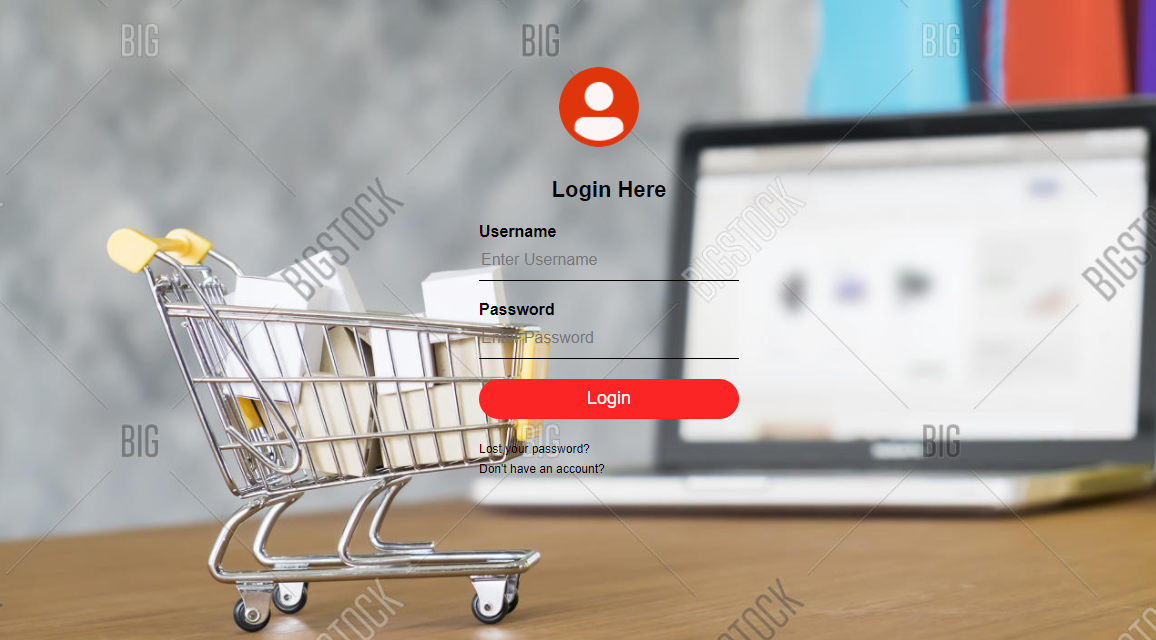 BIG BIG BIG
Login Here
BIGSTOCK BIGSTOCK BIGSTOCK
Username
Enter Username
Password
Enter Password
Login
BIG BIG BIG
Lost your password?
Don't have an account?
BIGSTOCK BIGSTOCK